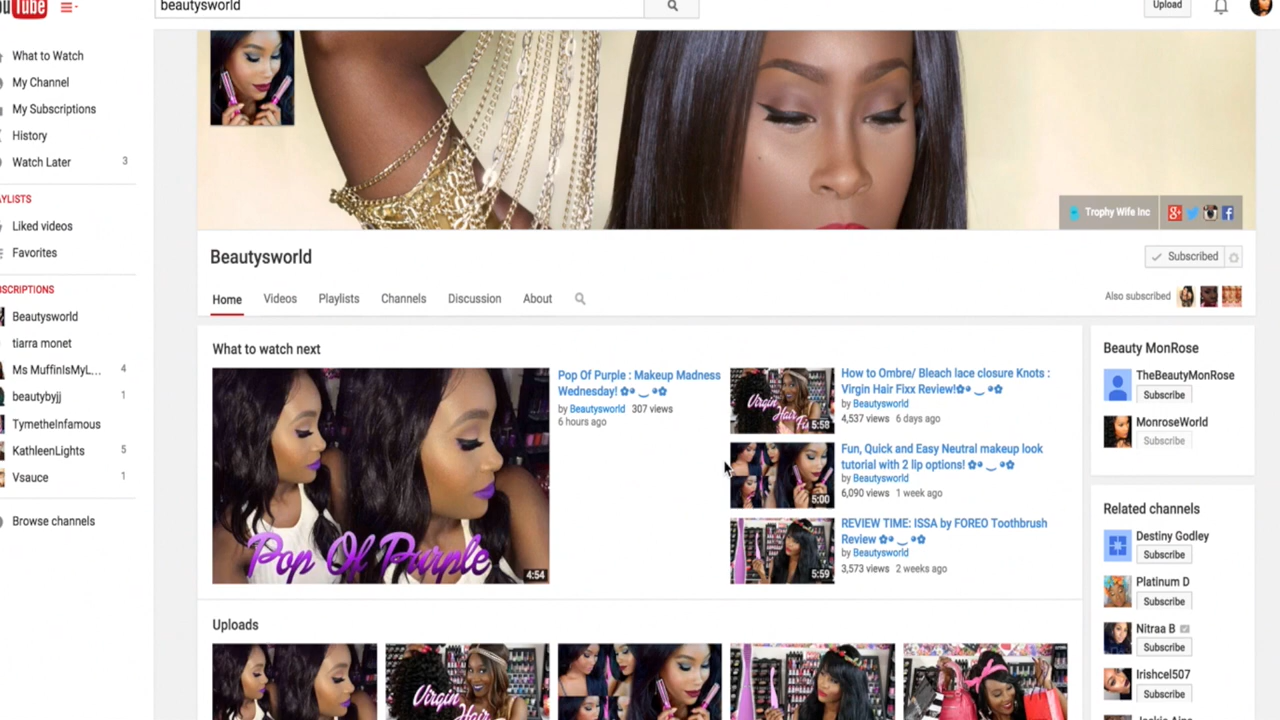 Tube
beautysworld
Upload
What to Watch
My Channel
My Subscriptions
History
Watch Later 3
Liked videos
Favorites
Beautysworld
tiarra monet
Ms MuffinIsMyL... 4
beautybyjj 1
TymetheInfamous
KathleenLights 5
Vsauce 1
Browse channels
Trophy Wife Inc
Beautysworld
Subscribed
Home Videos Playlists Channels Discussion About
Also subscribed
What to watch next
Pop Of Purple
4:54
Pop Of Purple : Makeup Madness
Wednesday!
by Beautysworld 307 views
6 hours ago
Virgin
Hair
5:58
How to Ombre/ Bleach lace closure Knots :
Virgin Hair Fixx Review!
by Beautysworld
4,537 views 6 days ago
5:00
Fun, Quick and Easy Neutral makeup look
tutorial with 2 lip options!
by Beautysworld
6,090 views 1 week ago
5:59
REVIEW TIME: ISSA by FOREO Toothbrush
Review
by Beautysworld
3,573 views 2 weeks ago
Uploads
Virgin
Beauty MonRose
TheBeautyMonRose
Subscribe
MonroseWorld
Subscribe
Related channels
Destiny Godley
Subscribe
Platinum D
Subscribe
Nitraa B
Subscribe
Irishcel507
Subscribe